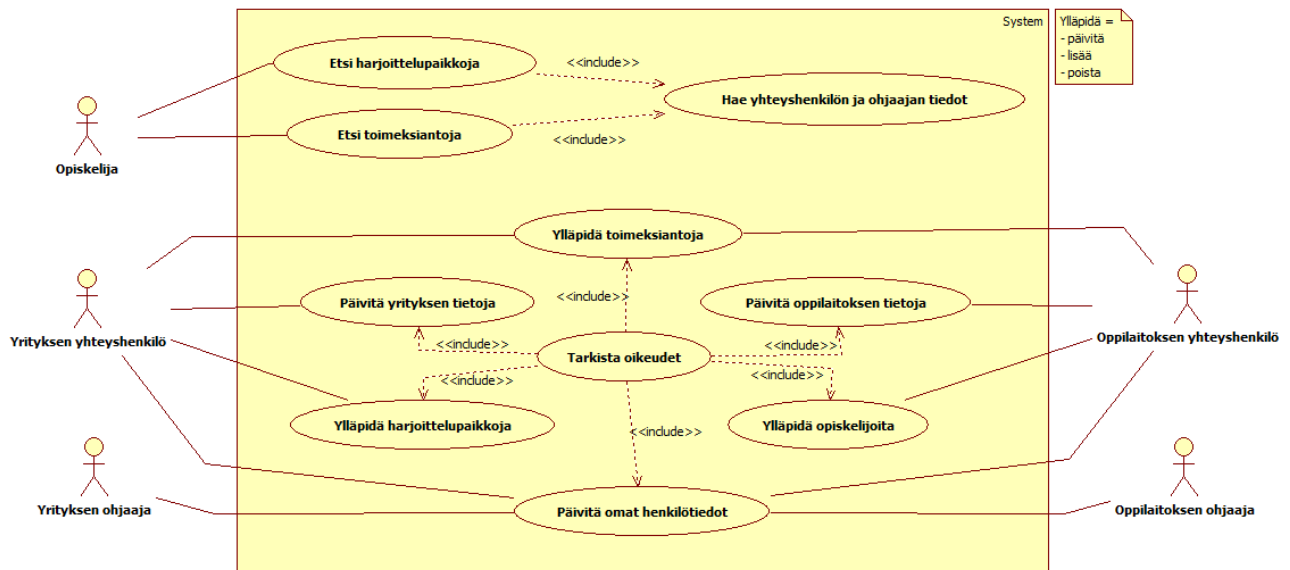 System
Ylläpidä =
- päivitä
- lisää
- poista
Etsi harjoittelupaikkoja
<<include>>
Hae yhteyshenkilön ja ohjaajan tiedot
Etsi toimeksiantoja
<<include>>
Opiskelija
Ylläpidä toimeksiantoja
<<include>>
Päivitä yrityksen tietoja
Päivitä oppilaitoksen tietoja
Yrityksen yhteyshenkilö
Oppilaitoksen yhteyshenkilö
<<include>>
Tarkista oikeudet
<<include>>
<<include>>
<<include>>
Ylläpidä harjoittelupaikkoja
<<include>>
Ylläpidä opiskelijoita
Yrityksen ohjaaja
Päivitä omat henkilötiedot
Oppilaitoksen ohjaaja